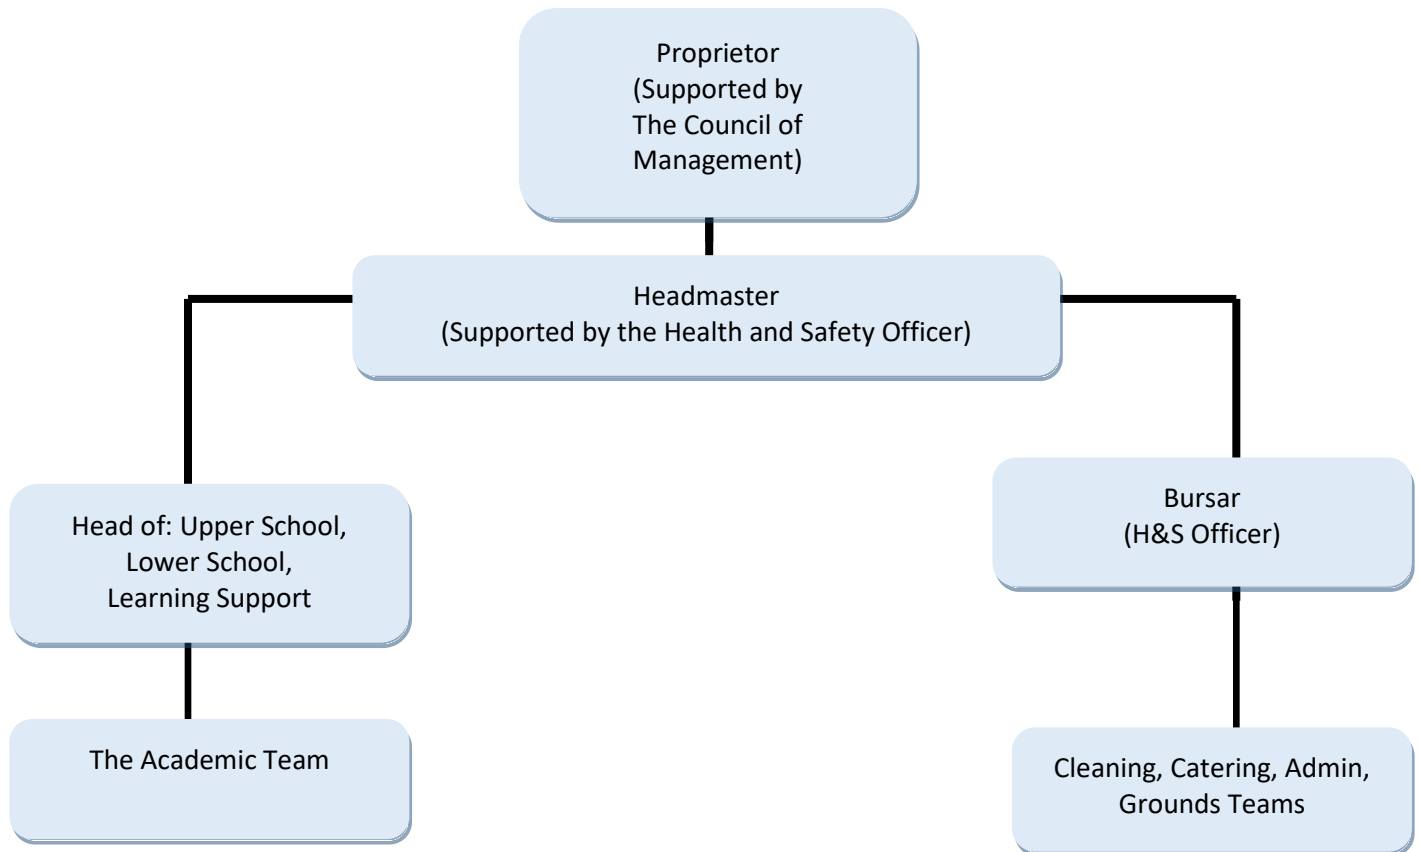 Proprietor
(Supported by
The Council of
Management)
Headmaster
(Supported by the Health and Safety Officer)
Head of: Upper School,
Lower School,
Learning Support
Bursar
(H&S Officer)
The Academic Team
Cleaning, Catering, Admin,
Grounds Teams